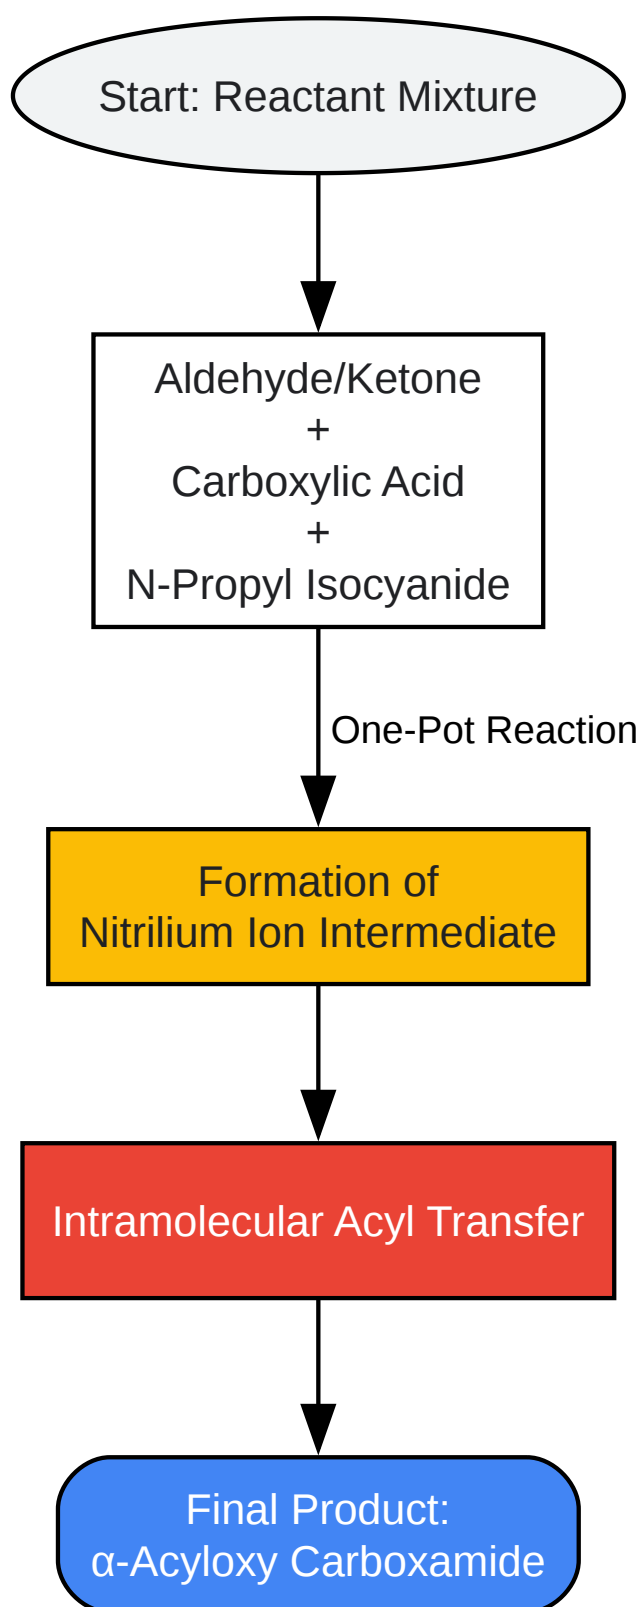 Start: Reactant Mixture
Aldehyde/Ketone
+
Carboxylic Acid
+
N-Propyl Isocyanide
One-Pot Reaction
Formation of
Nitrilium Ion Intermediate
Intramolecular Acyl Transfer
Final Product:
α-Acyloxy Carboxamide